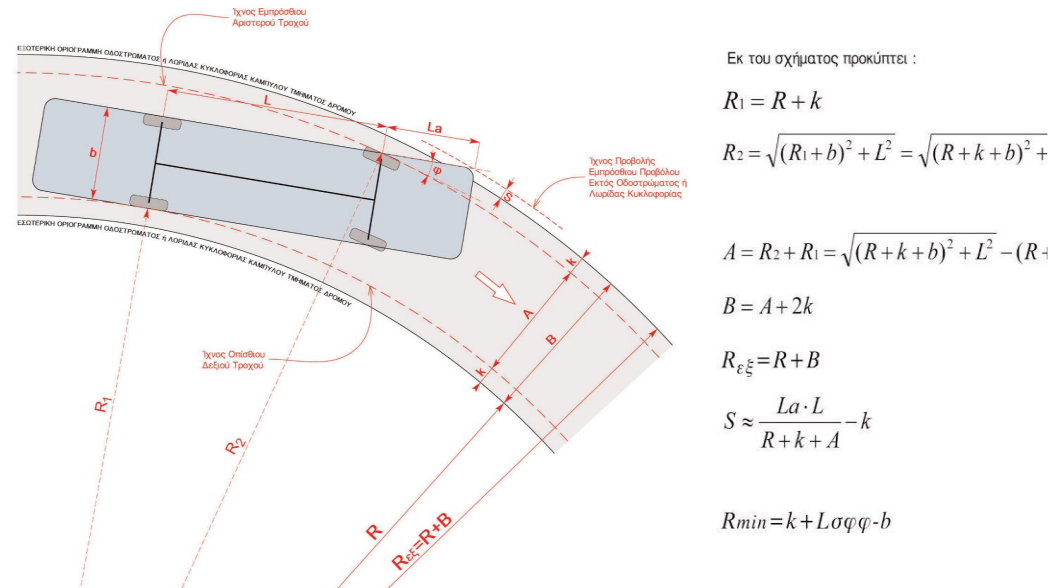 Ίχνος Εμπρόσθιου
Αριστερού Τροχού
ΕΞΩΤΕΡΙΚΗ ΟΡΙΟΓΡΑΜΜΗ ΟΔΟΣΤΡΩΜΑΤΟΣ ή ΛΩΡΙΔΑΣ ΚΥΚΛΟΦΟΡΙΑΣ ΚΑΜΠΥΛΟΥ ΤΜΗΜΑΤΟΣ ΔΡΟΜΟΥ
L
La
b
φ
S
Ίχνος Προβολής
Εμπρόσθιου Προβόλου
Εκτός Οδοστρώματος ή
Λωρίδας Κυκλοφορίας
ΕΣΩΤΕΡΙΚΗ ΟΡΙΟΓΡΑΜΜΗ ΟΔΟΣΤΡΩΜΑΤΟΣ ή ΛΩΡΙΔΑΣ ΚΥΚΛΟΦΟΡΙΑΣ ΚΑΜΠΥΛΟΥ ΤΜΗΜΑΤΟΣ ΔΡΟΜΟΥ
k
A
B
k
Ίχνος Οπίσθιου
Δεξιού Τροχού
R1
R2
R
Rεξ=R+B
Εκ του σχήματος προκύπτει :
R1 = R + k
R2 = √(R1+b)² + L² = √(R+k+b)² +
A = R2 + R1 = √(R+k+b)² + L² −(R+
B = A + 2k
Rεξ = R + B
S ≈ La · L / R + k + A − k
Rmin = k + Lσφφ-b